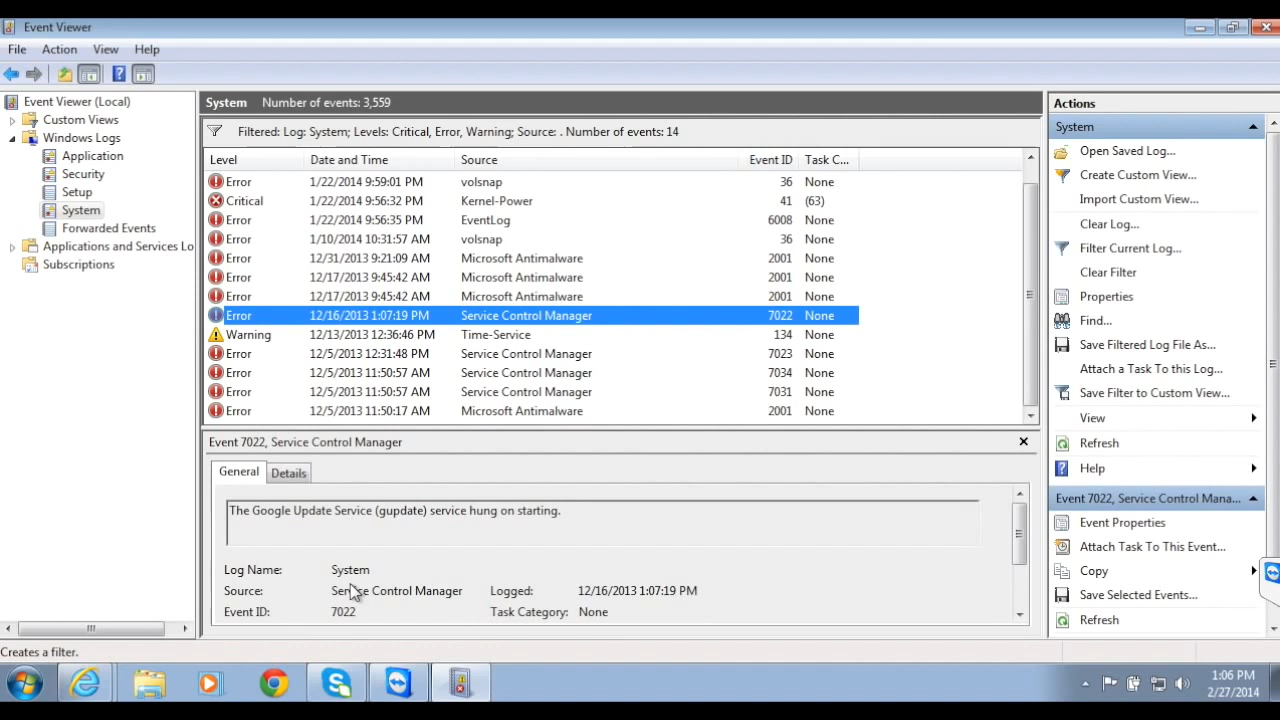 Event Viewer
File Action View Help
Event Viewer (Local)
Custom Views
Windows Logs
Application
Security
Setup
System
Forwarded Events
Applications and Services Lo
Subscriptions
System Number of events: 3,559
Filtered: Log: System; Levels: Critical, Error, Warning; Source: . Number of events: 14
Level Date and Time Source Event ID Task C...
Error 1/22/2014 9:59:01 PM volsnap 36 None
Critical 1/22/2014 9:56:32 PM Kernel-Power 41 (63)
Error 1/22/2014 9:56:35 PM EventLog 6008 None
Error 1/10/2014 10:31:57 AM volsnap 36 None
Error 12/31/2013 9:21:09 AM Microsoft Antimalware 2001 None
Error 12/17/2013 9:45:42 AM Microsoft Antimalware 2001 None
Error 12/17/2013 9:45:42 AM Microsoft Antimalware 2001 None
Error 12/16/2013 1:07:19 PM Service Control Manager 7022 None
Warning 12/13/2013 12:36:46 PM Time-Service 134 None
Error 12/5/2013 12:31:48 PM Service Control Manager 7023 None
Error 12/5/2013 11:50:57 AM Service Control Manager 7034 None
Error 12/5/2013 11:50:57 AM Service Control Manager 7031 None
Error 12/5/2013 11:50:17 AM Microsoft Antimalware 2001 None
Event 7022, Service Control Manager
General Details
The Google Update Service (gupdate) service hung on starting.
Log Name: System
Source: Service Control Manager Logged: 12/16/2013 1:07:19 PM
Event ID: 7022 Task Category: None
Actions
System
Open Saved Log...
Create Custom View...
Import Custom View...
Clear Log...
Filter Current Log...
Clear Filter
Properties
Find...
Save Filtered Log File As...
Attach a Task To this Log...
Save Filter to Custom View...
View
Refresh
Help
Event 7022, Service Control Mana...
Event Properties
Attach Task To This Event...
Copy
Save Selected Events...
Refresh
Creates a filter.
1:06 PM
2/27/2014